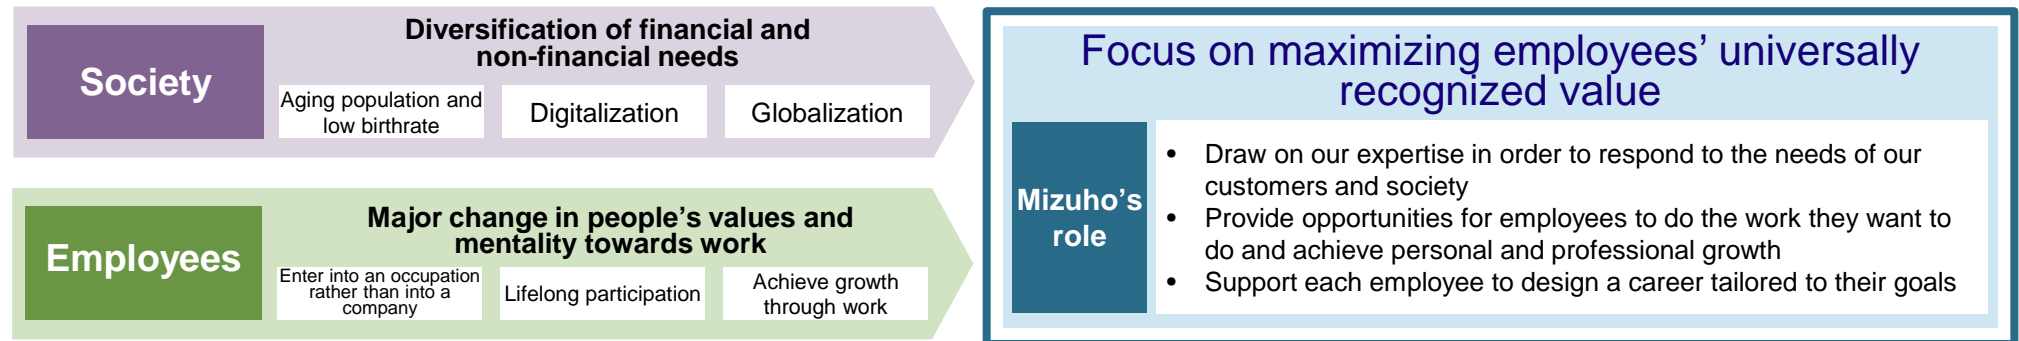 Society
Diversification of financial and
non-financial needs
Aging population and
low birthrate
Digitalization
Globalization
Employees
Major change in people's values and
mentality towards work
Enter into an occupation
rather than into a
company
Lifelong participation
Achieve growth
through work
Focus on maximizing employees' universally
recognized value
Mizuho's
role
• Draw on our expertise in order to respond to the needs of our
customers and society
• Provide opportunities for employees to do the work they want to
do and achieve personal and professional growth
• Support each employee to design a career tailored to their goals